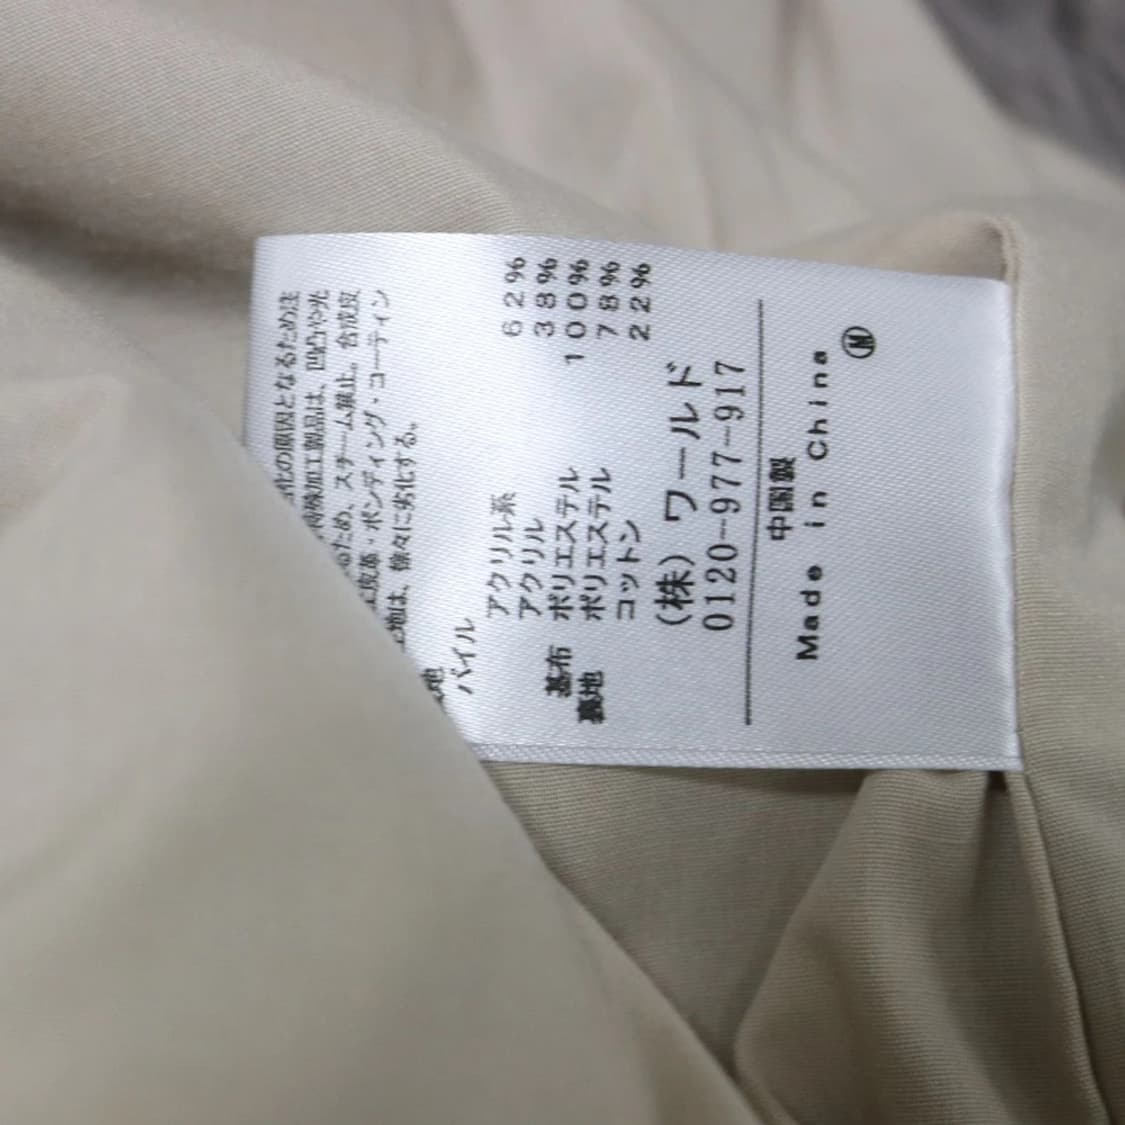 化の原因となるため注
特殊加工製品は、凹凸や光
るため、スチーム禁止。合成皮
皮革・ボンディング・コーティン
地は、徐々に劣化する。
地
パイル
アクリル系 62%
アクリル 38%
基布 ポリエステル 100%
裏地 ポリエステル 78%
コットン 22%
(株)ワールド
0120-977-917
中国製
Made in China
N